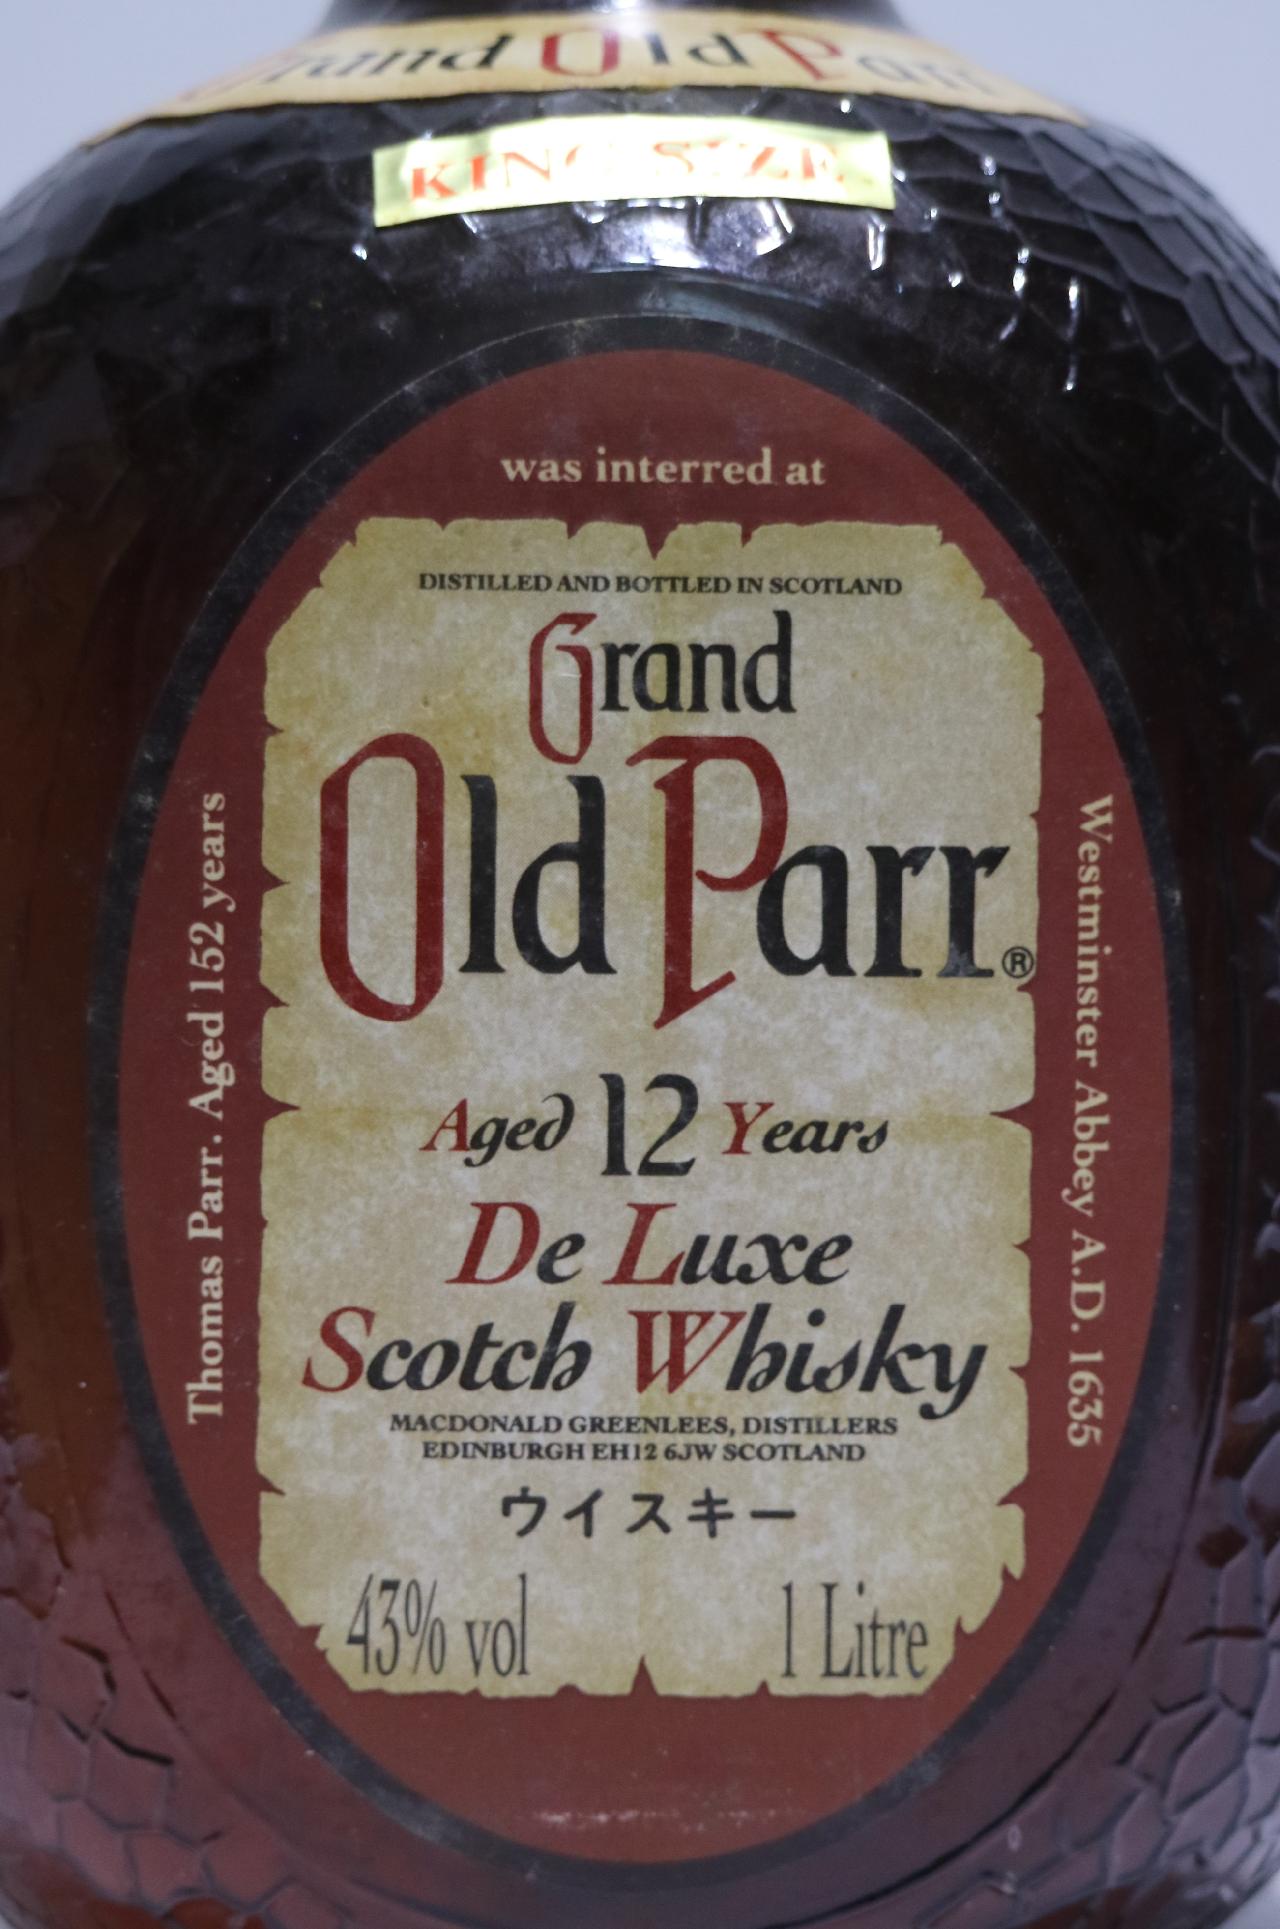 Grand Old Parr
KING SIZE
Thomas Parr. Aged 152 years
was interred at
Westminster Abbey A.D. 1635
DISTILLED AND BOTTLED IN SCOTLAND
Grand
Old Parr®
Aged 12 Years
De Luxe
Scotch Whisky
MACDONALD GREENLEES, DISTILLERS
EDINBURGH EH12 6JW SCOTLAND
ウイスキー
43% vol 1 Litre